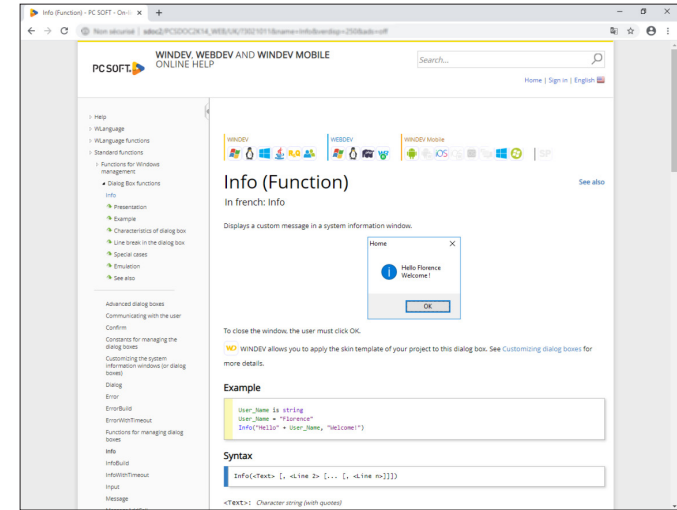 Info (Function) - PC SOFT - On-li
Non sécurisé
PC SOFT
WINDEV, WEBDEV AND WINDEV MOBILE
ONLINE HELP
Search...
Home | Sign in | English
Help
WLanguage
WLanguage functions
Standard functions
Functions for Windows
management
Dialog Box functions
Info
Presentation
Example
Characteristics of dialog box
Line break in the dialog box
Special cases
Emulation
See also
Advanced dialog boxes
Communicating with the user
Confirm
Constants for managing the
dialog boxes
Customizing the system
information windows (or dialog
boxes)
Dialog
Error
ErrorBuild
ErrorWithTimeout
Functions for managing dialog
boxes
Info
InfoBuild
InfoWithTimeout
Input
Message
WINDEV
WEBDEV
WINDEV Mobile
iOS
Info (Function)
See also
In french: Info
Displays a custom message in a system information window.
Home
Hello Florence
Welcome !
OK
To close the window, the user must click OK.
WINDEV allows you to apply the skin template of your project to this dialog box. See Customizing dialog boxes for
more details.
Example
User_Name is string
User_Name = "Florence"
Info("Hello" + User_Name, "Welcome!")
Syntax
Info(<Text> [, <Line 2> [... [, <Line n>]]])
<Text>: Character string (with quotes)